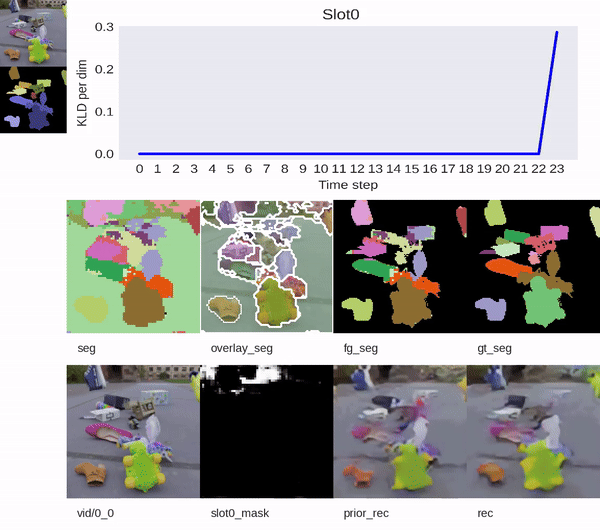 Slot0
KLD per dim
0.3
0.2
0.1
0.0
0 1 2 3 4 5 6 7 8 9 10 11 12 13 14 15 16 17 18 19 20 21 22 23
Time step
seg overlay_seg fg_seg gt_seg
vid/0_0 slot0_mask prior_rec rec